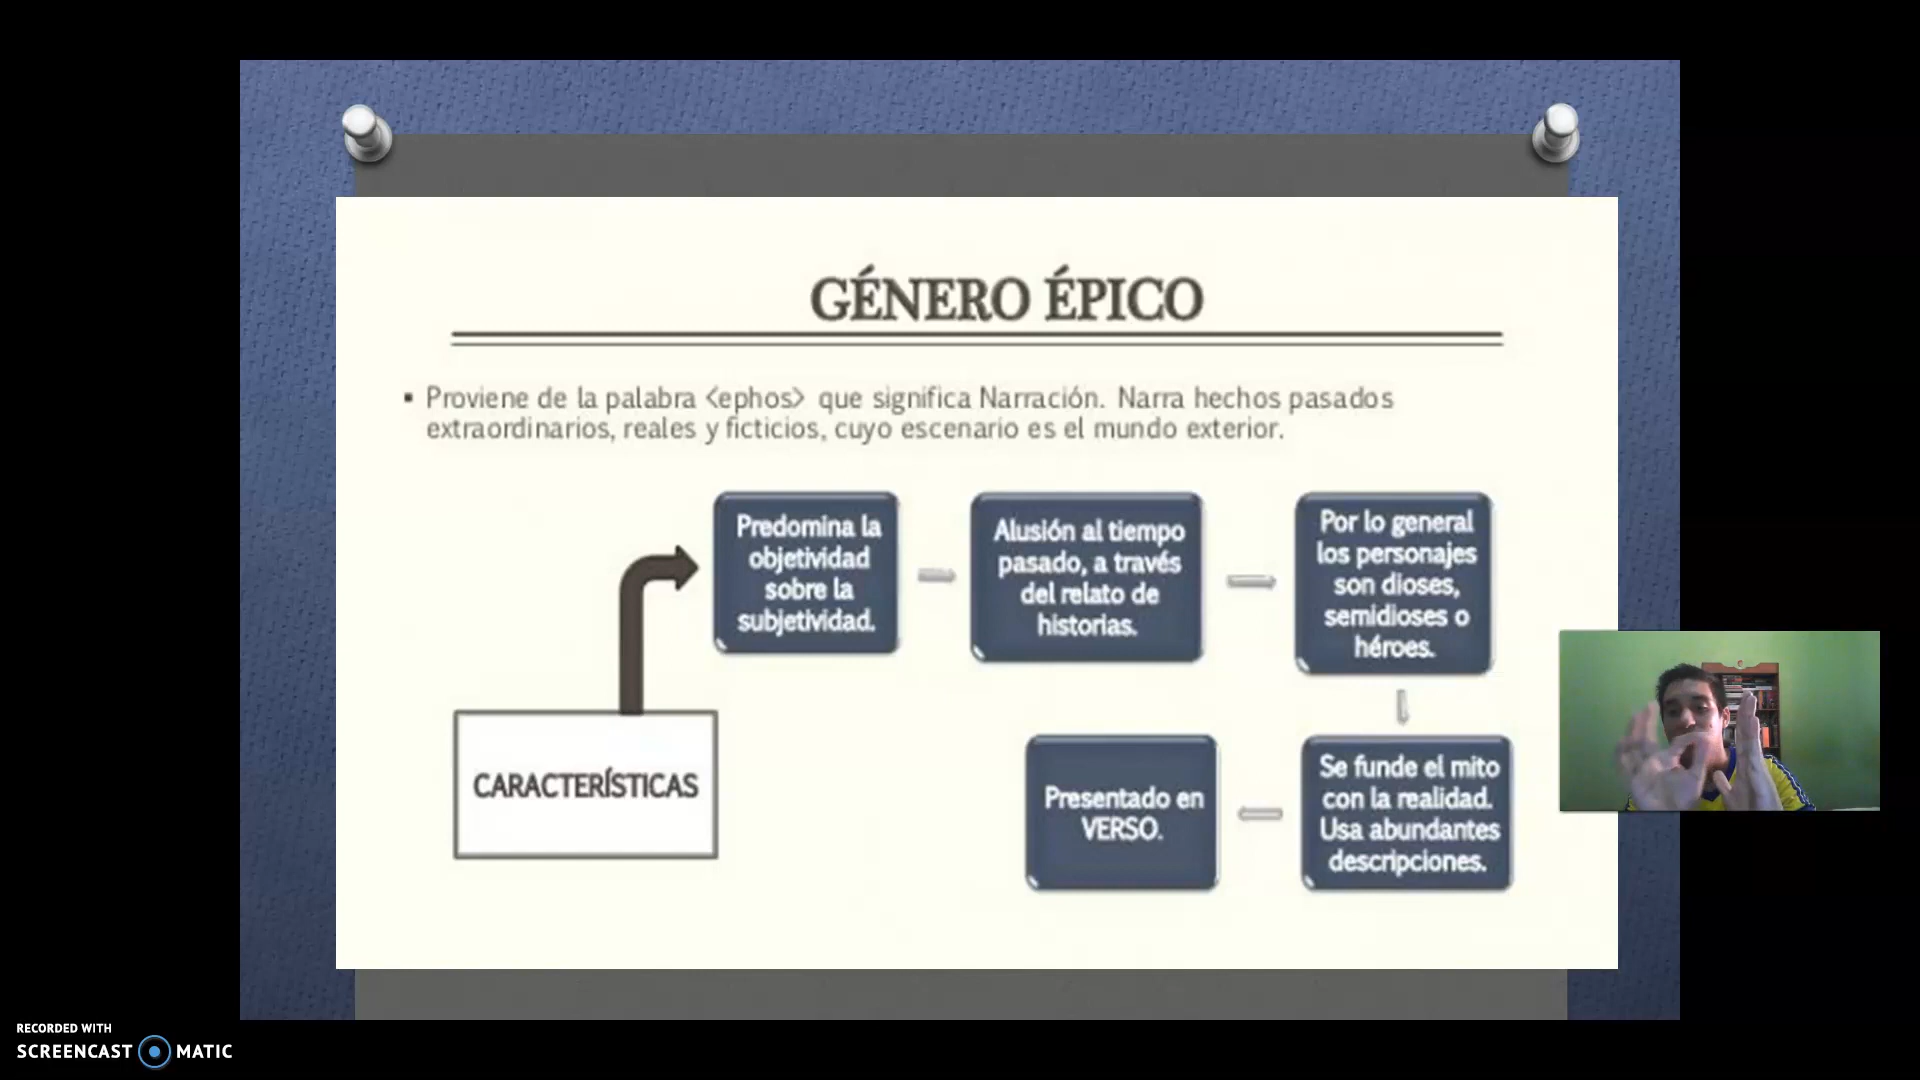 GÉNERO ÉPICO
▪ Proviene de la palabra <ephos> que significa Narración. Narra hechos pasados
extraordinarios, reales y ficticios, cuyo escenario es el mundo exterior.
Predomina la
objetividad
sobre la
subjetividad.
Alusión al tiempo
pasado, a través
del relato de
historias.
Por lo general
los personajes
son dioses,
semidioses o
héroes.
CARACTERÍSTICAS
Se funde el mito
con la realidad.
Usa abundantes
descripciones.
Presentado en
VERSO.
RECORDED WITH
SCREENCAST MATIC